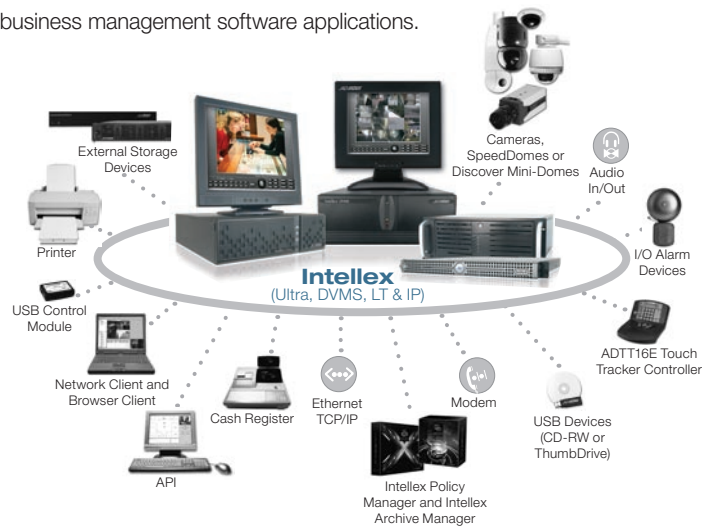 business management software applications.
Cameras,
SpeedDomes or
Discover Mini-Domes
External Storage
Devices
Audio
In/Out
Printer
I/O Alarm
Devices
Intellex
(Ultra, DVMS, LT & IP)
USB Control
Module
ADTT16E Touch
Tracker Controller
Network Client and
Browser Client
Cash Register
Ethernet
TCP/IP
Modem
USB Devices
(CD-RW or
ThumbDrive)
API
Intellex Policy
Manager and Intellex
Archive Manager